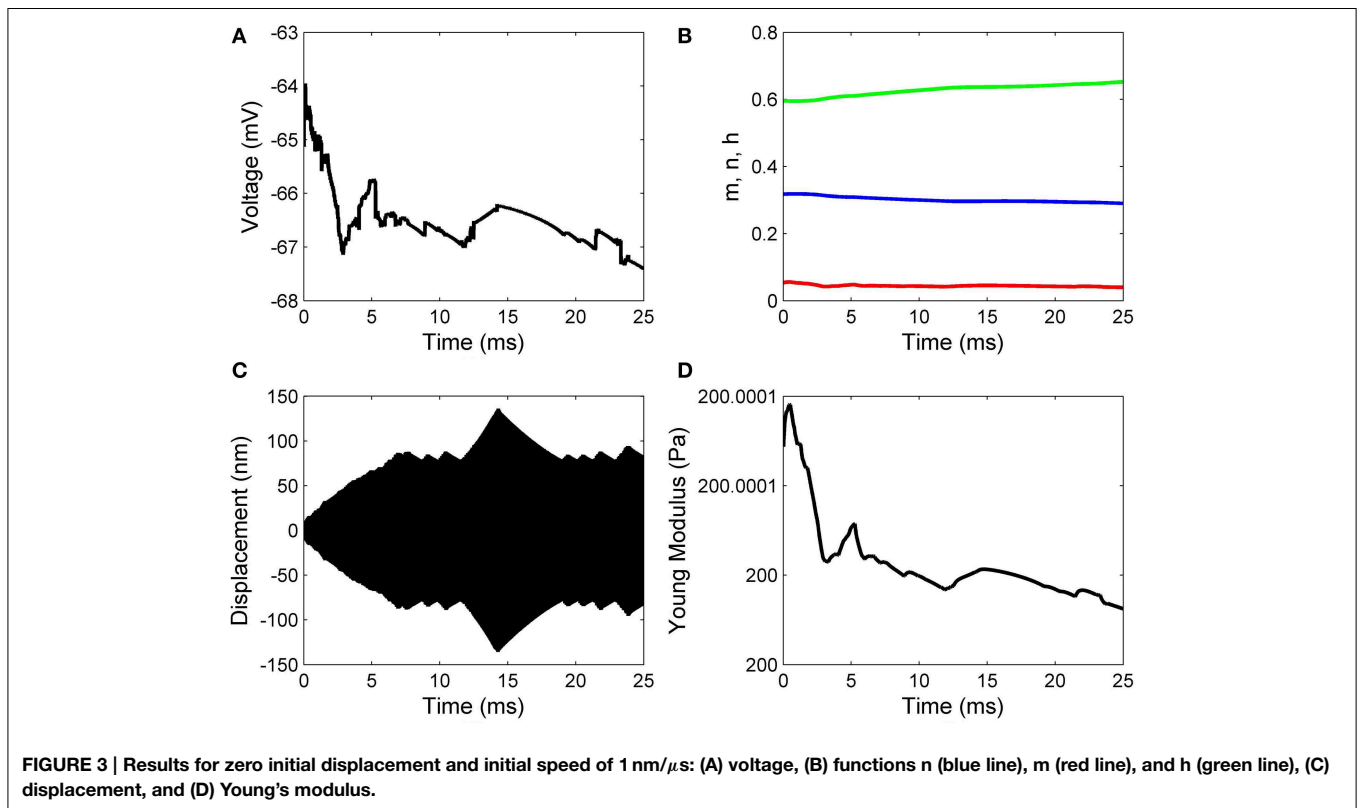 A
-63
-64
-65
-66
-67
-68
Voltage (mV)
0 5 10 15 20 25
Time (ms)
B
0.8
0.6
0.4
0.2
0
m, n, h
0 5 10 15 20 25
Time (ms)
C
150
100
50
0
-50
-100
-150
Displacement (nm)
0 5 10 15 20 25
Time (ms)
D
200.0001
200.0001
200
200
Young Modulus (Pa)
0 5 10 15 20 25
Time (ms)
FIGURE 3 | Results for zero initial displacement and initial speed of 1 nm/μs: (A) voltage, (B) functions n (blue line), m (red line), and h (green line), (C)
displacement, and (D) Young's modulus.